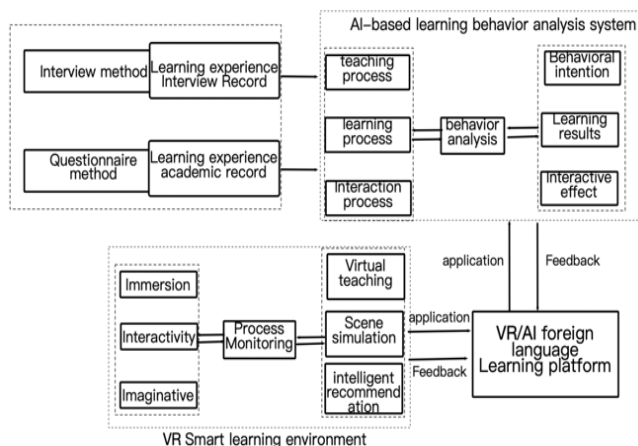 AI-based learning behavior analysis system
Interview method
Learning experience
Interview Record
Questionnaire
method
Learning experience
academic record
teaching
process
learning
process
Interaction
process
behavior
analysis
Behavioral
intention
Learning
results
Interactive
effect
application
Feedback
Immersion
Interactivity
Imaginative
Process
Monitoring
Virtual
teaching
Scene
simulation
intelligent
recommend
ation
application
Feedback
VR/AI foreign
language
Learning platform
VR Smart learning environment